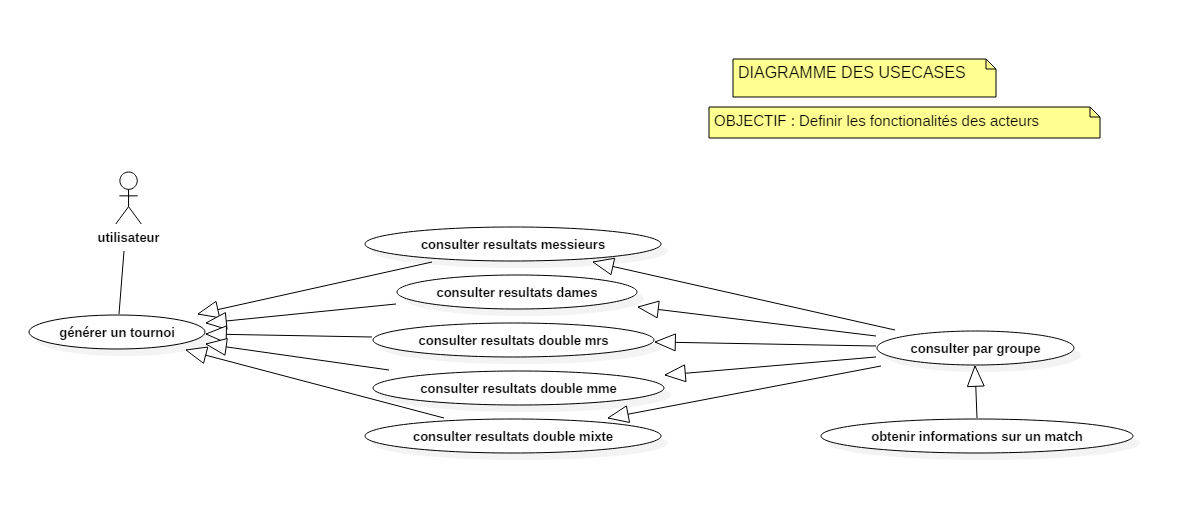 DIAGRAMME DES USECASES
OBJECTIF : Definir les fonctionalités des acteurs
utilisateur
générer un tournoi
consulter resultats messieurs
consulter resultats dames
consulter resultats double mrs
consulter resultats double mme
consulter resultats double mixte
consulter par groupe
obtenir informations sur un match